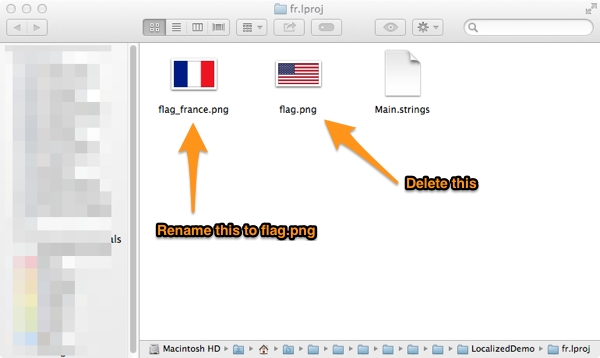 fr.lproj
flag_france.png
flag.png
Main.strings
Delete this
Rename this to flag.png
als
Macintosh HD
LocalizedDemo
fr.lproj